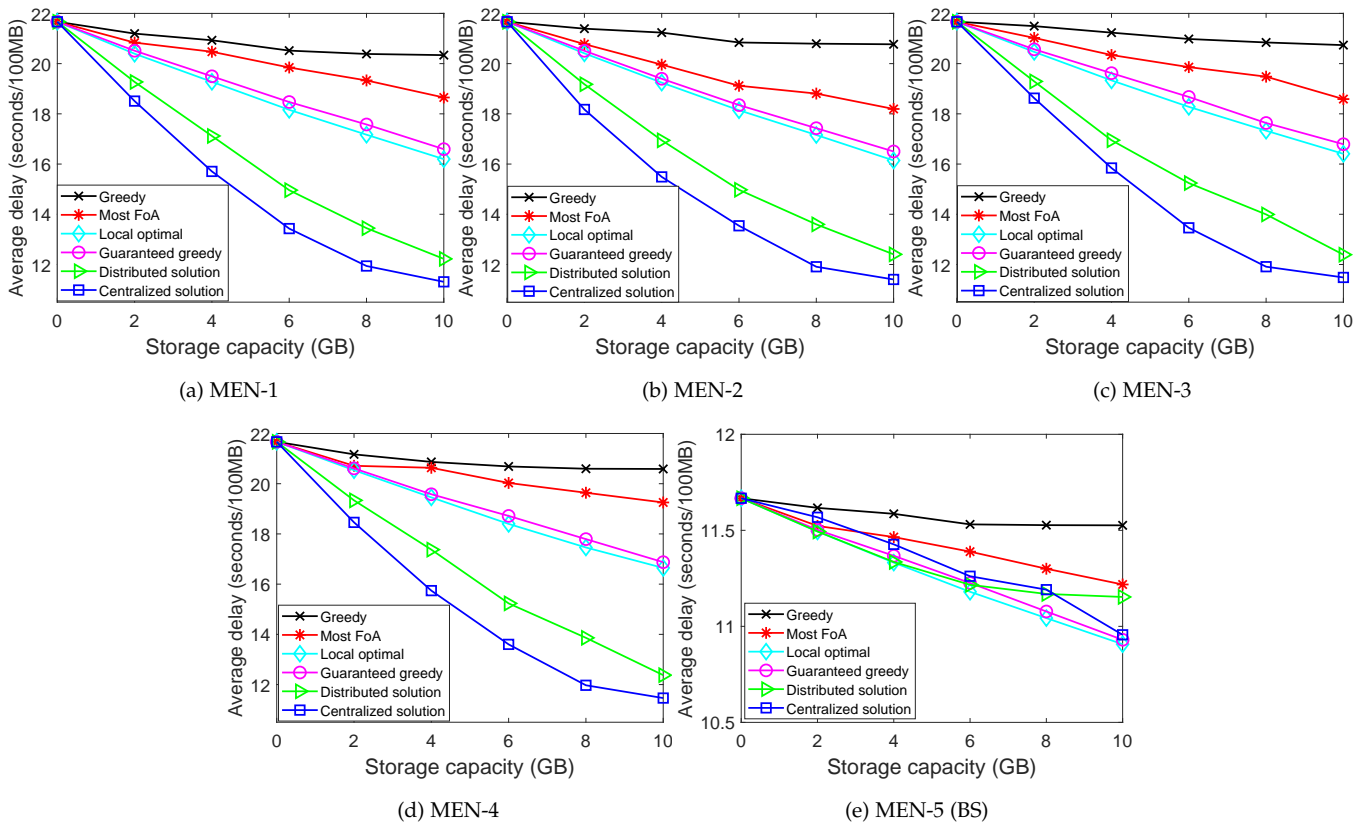 22
20
18
16
14
12
Average delay (seconds/100MB)
Greedy
Most FoA
Local optimal
Guaranteed greedy
Distributed solution
Centralized solution
0 2 4 6 8 10
Storage capacity (GB)
(a) MEN-1
22
20
18
16
14
12
Average delay (seconds/100MB)
Greedy
Most FoA
Local optimal
Guaranteed greedy
Distributed solution
Centralized solution
0 2 4 6 8 10
Storage capacity (GB)
(b) MEN-2
22
20
18
16
14
12
Average delay (seconds/100MB)
Greedy
Most FoA
Local optimal
Guaranteed greedy
Distributed solution
Centralized solution
0 2 4 6 8 10
Storage capacity (GB)
(c) MEN-3
22
20
18
16
14
12
Average delay (seconds/100MB)
Greedy
Most FoA
Local optimal
Guaranteed greedy
Distributed solution
Centralized solution
0 2 4 6 8 10
Storage capacity (GB)
(d) MEN-4
12
11.5
11
10.5
Average delay (seconds/100MB)
Greedy
Most FoA
Local optimal
Guaranteed greedy
Distributed solution
Centralized solution
0 2 4 6 8 10
Storage capacity (GB)
(e) MEN-5 (BS)